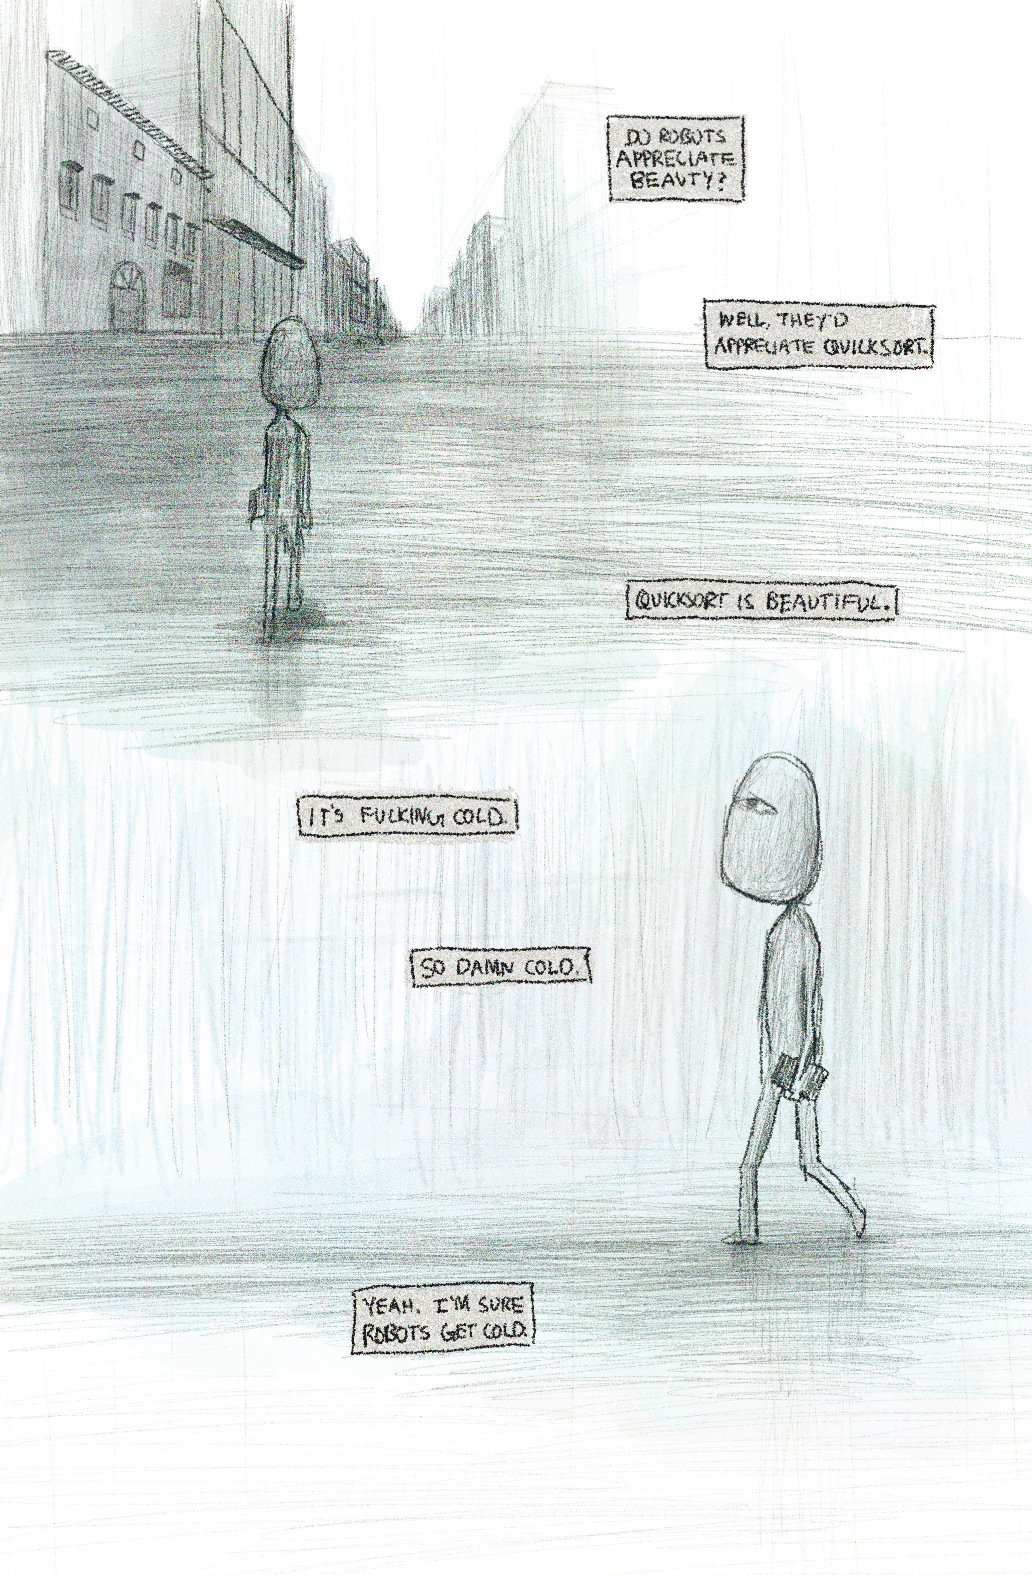 DO ROBOTS
APPRECIATE
BEAUTY?
WELL, THEY'D
APPRECIATE QUICKSORT.
QUICKSORT IS BEAUTIFUL.
IT'S FUCKING COLD.
SO DAMN COLD.
YEAH. I'M SURE
ROBOTS GET COLD.